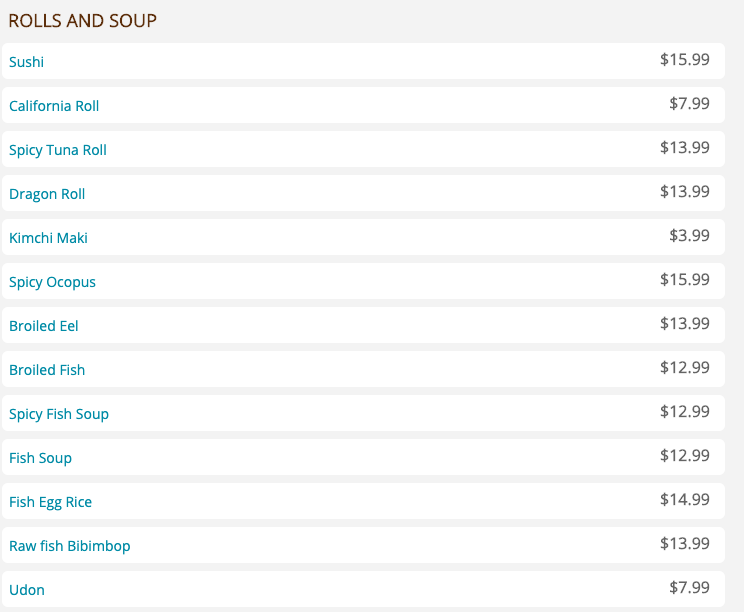 ROLLS AND SOUP
Sushi $15.99
California Roll $7.99
Spicy Tuna Roll $13.99
Dragon Roll $13.99
Kimchi Maki $3.99
Spicy Ocopus $15.99
Broiled Eel $13.99
Broiled Fish $12.99
Spicy Fish Soup $12.99
Fish Soup $12.99
Fish Egg Rice $14.99
Raw fish Bibimbop $13.99
Udon $7.99